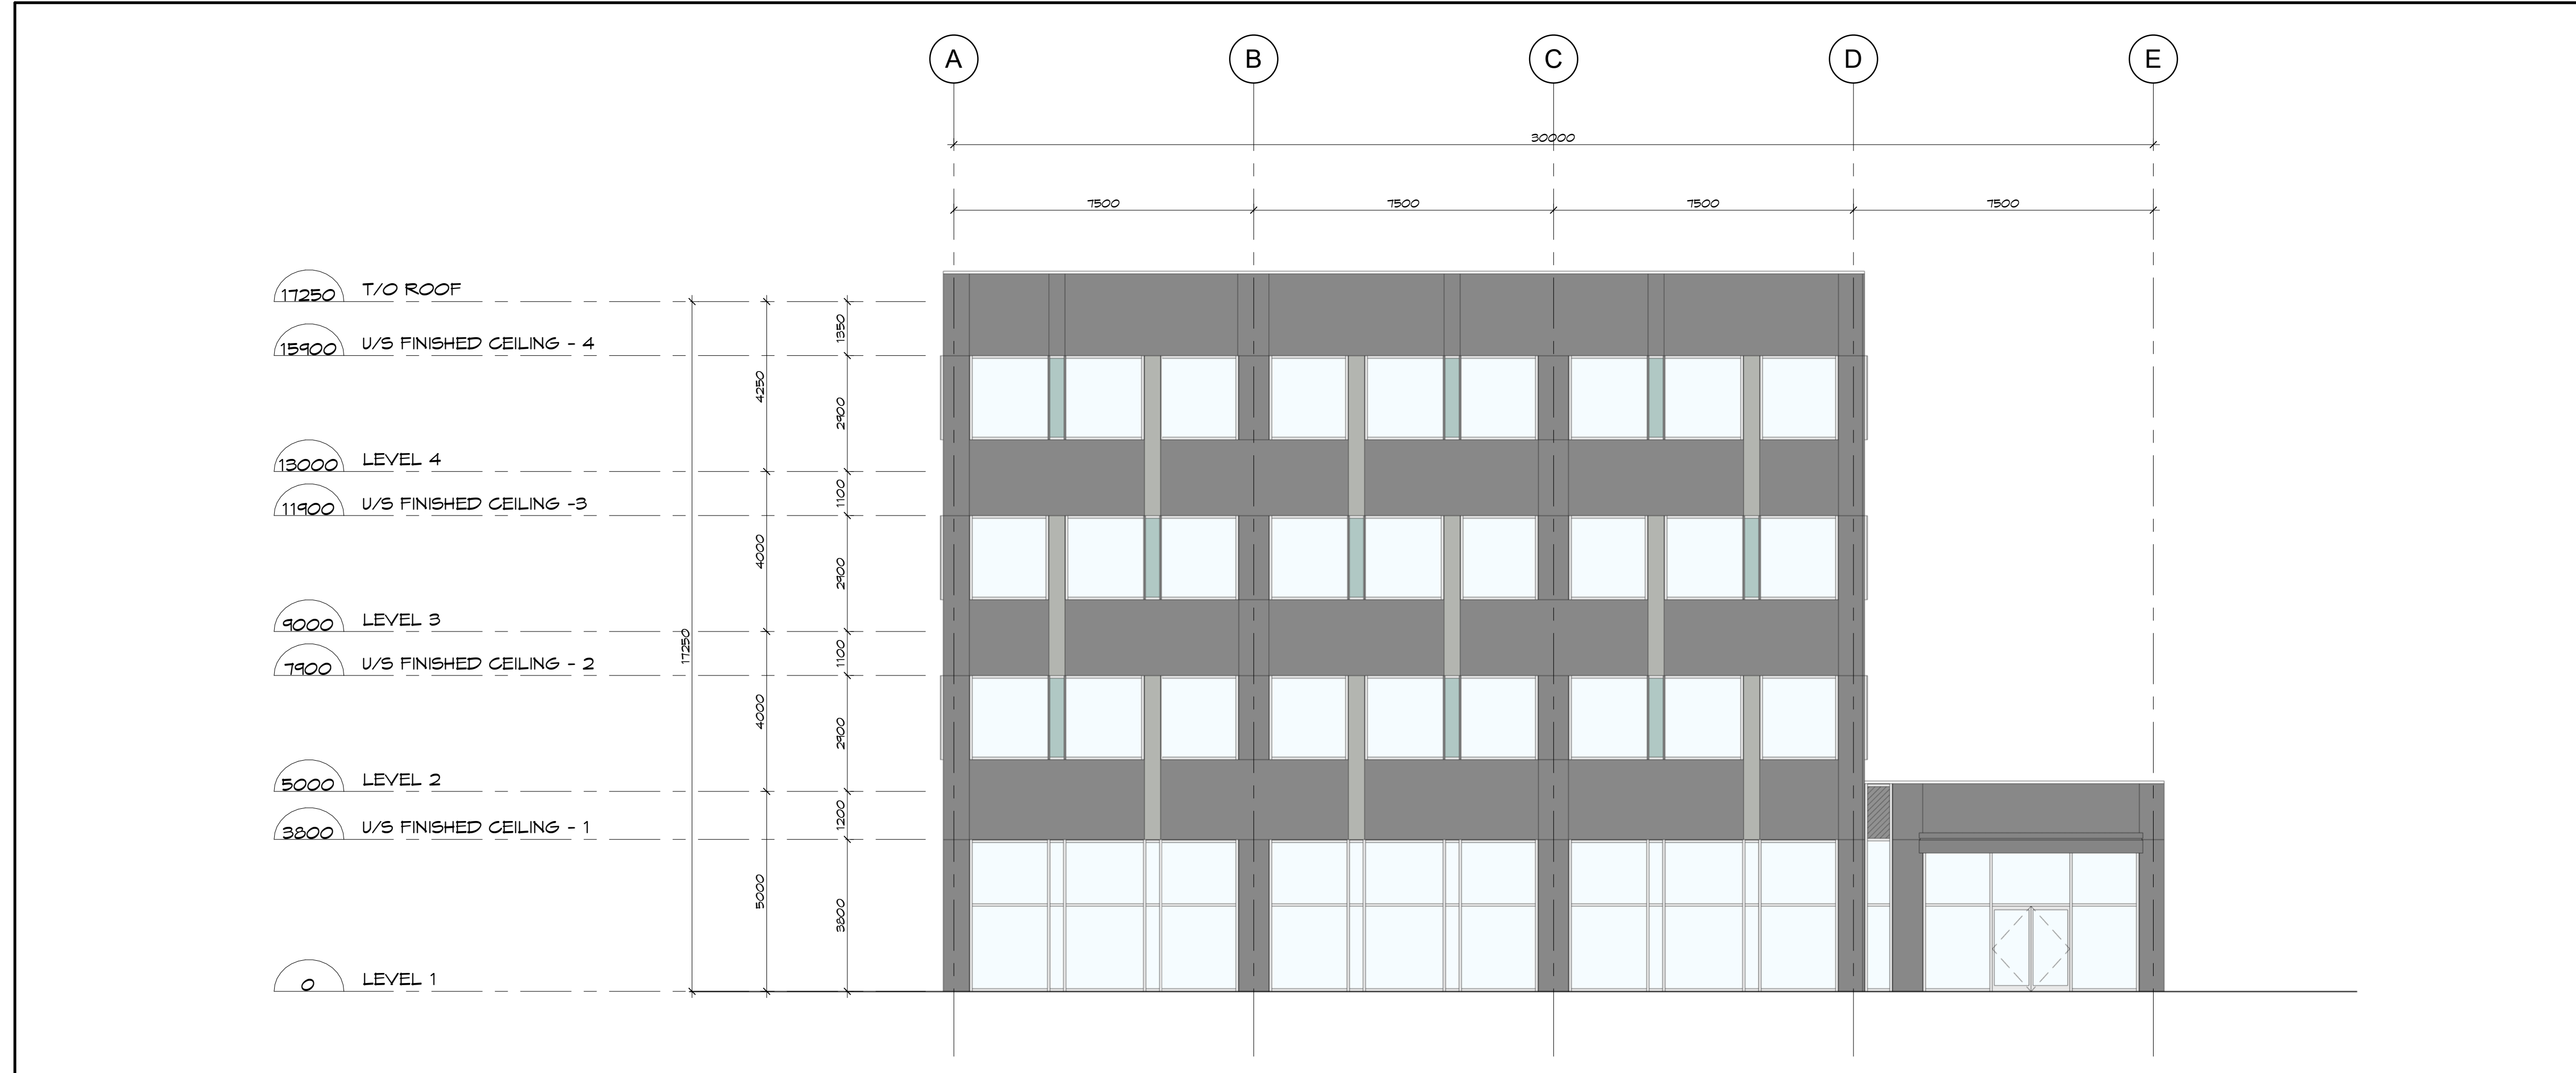 A B C D E
30000
7500 7500 7500 7500
17250 T/O ROOF
15900 U/S FINISHED CEILING - 4
13000 LEVEL 4
11900 U/S FINISHED CEILING -3
9000 LEVEL 3
7900 U/S FINISHED CEILING - 2
5000 LEVEL 2
3800 U/S FINISHED CEILING - 1
0 LEVEL 1
17250
4250
4000
4000
5000
1350
2900
1100
2900
1100
2900
1200
3800